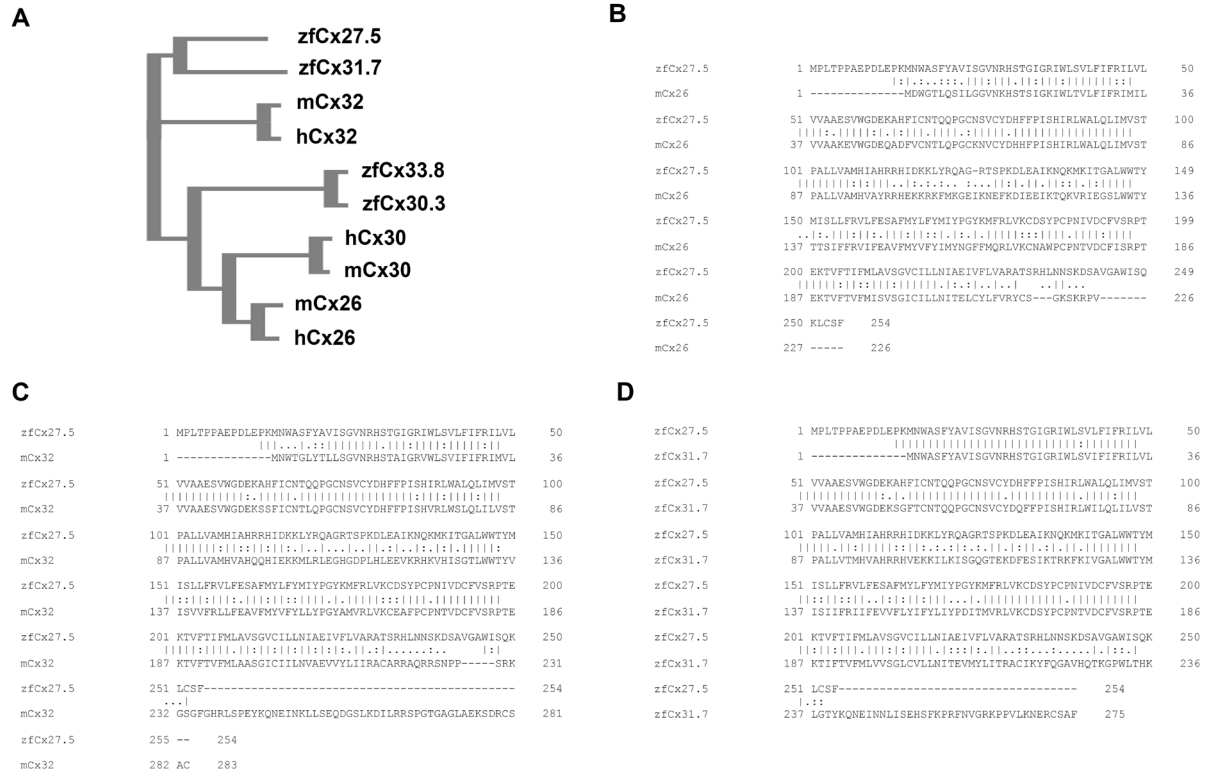 A
zfCx27.5
zfCx31.7
mCx32
hCx32
zfCx33.8
zfCx30.3
hCx30
mCx30
mCx26
hCx26
B
zfCx27.5 1 MPLTPPAEPDLEPKMNWASFYAVISGVNRHSTGIGRIWLSVLFIFRILVL 50
mCx26 1 --------------MDWGTLQSILGGVNKHSTSIGKIWLTVLFIFRIMIL 36
zfCx27.5 51 VVAAESVWGDEKAHFICNTQQPGCNSVCYDHFFPISHIRLWALQLIMVST 100
mCx26 37 VVAAKEVWGDEQADFVCNTLQPGCKNVCYDHHFPISHIRLWALQLIMVST 86
zfCx27.5 101 PALLVAMHIAHRRHIDKKLYRQAG-RTSPKDLEAIKNQKMKITGALWWTY 149
mCx26 87 PALLVAMHVAYRRHEKKRKFMKGEIKNEFKDIEEIKTQKVRIEGSLWWTY 136
zfCx27.5 150 MISLLFRVLFESAFMYLFYMIYPGYKMFRLVKCDSYPCPNIVDCFVSRPT 199
mCx26 137 TTSIFFRVIFEAVFMYVFYIMYNGFFMQRLVKCNAWPCPNTVDCFISRPT 186
zfCx27.5 200 EKTVFTIFMLAVSGVCILLNIAEIVFLVARATSRHLNNSKDSAVGAWISQ 249
mCx26 187 EKTVFTVFMISVSGICILLNITELCYLFVRYCS---GKSKRPV------- 226
zfCx27.5 250 KLCSF 254
mCx26 227 ----- 226
C
zfCx27.5 1 MPLTPPAEPDLEPKMNWASFYAVISGVNRHSTGIGRIWLSVLFIFRILVL 50
mCx32 1 --------------MNWTGLYTLLSGVNRHSTAIGRVWLSVIFIFRIMVL 36
zfCx27.5 51 VVAAESVWGDEKAHFICNTQQPGCNSVCYDHFFPISHIRLWALQLIMVST 100
mCx32 37 VVAAESVWGDEKSSFICNTLQPGCNSVCYDHFFPISHVRLWSLQLILVST 86
zfCx27.5 101 PALLVAMHIAHRRHIDKKLYRQAGRTSPKDLEAIKNQKMKITGALWWTYM 150
mCx32 87 PALLVAMHVAHQQHIEKKMLRLEGHGDPLHLEEVKRHKVHISGTLWWTYV 136
zfCx27.5 151 ISLLFRVLFESAFMYLFYMIYPGYKMFRLVKCDSYPCPNIVDCFVSRPTE 200
mCx32 137 ISVVFRLLFEAVFMYVFYLLYPGYAMVRLVKCEAFPCPNTVDCFVSRPTE 186
zfCx27.5 201 KTVFTIFMLAVSGVCILLNIAEIVFLVARATSRHLNNSKDSAVGAWISQK 250
mCx32 187 KTVFTVFMLAASGICIILNVAEVVYLIIRACARRAQRRSNPP-----SRK 231
zfCx27.5 251 LCSF---------------------------------------------- 254
mCx32 232 GSGFGHRLSPEYKQNEINKLLSEQDGSLKDILRRSPGTGAGLAEKSDRCS 281
zfCx27.5 255 -- 254
mCx32 282 AC 283
D
zfCx27.5 1 MPLTPPAEPDLEPKMNWASFYAVISGVNRHSTGIGRIWLSVLFIFRILVL 50
zfCx31.7 1 --------------MNWASFYAVISGVNRHSTGIGRIWLSVIFIFRILVL 36
zfCx27.5 51 VVAAESVWGDEKAHFICNTQQPGCNSVCYDHFFPISHIRLWALQLIMVST 100
zfCx31.7 37 VVAAESVWGDEKSGFTCNTQQPGCNSVCYDQFFPISHIRLWILQLILVST 86
zfCx27.5 101 PALLVAMHIAHRRHIDKKLYRQAGRTSPKDLEAIKNQKMKITGALWWTYM 150
zfCx31.7 87 PALLVTMHVAHRRHVEKKILKISGQGTEKDFESIKTRKFKIVGALWWTYM 136
zfCx27.5 151 ISLLFRVLFESAFMYLFYMIYPGYKMFRLVKCDSYPCPNIVDCFVSRPTE 200
zfCx31.7 137 ISIIFRIIFEVVFLYIFYLIYPDITMVRLVKCDSYPCPNTVDCFVSRPTE 186
zfCx27.5 201 KTVFTIFMLAVSGVCILLNIAEIVFLVARATSRHLNNSKDSAVGAWISQK 250
zfCx31.7 187 KTIFTVFMLVVSGLCVLLNITEVMYLITRACIKYFQGAVHQTKGPWLTHK 236
zfCx27.5 251 LCSF----------------------------------- 254
zfCx31.7 237 LGTYKQNEINNLISEHSFKPRFNVGRKPPVLKNERCSAF 275